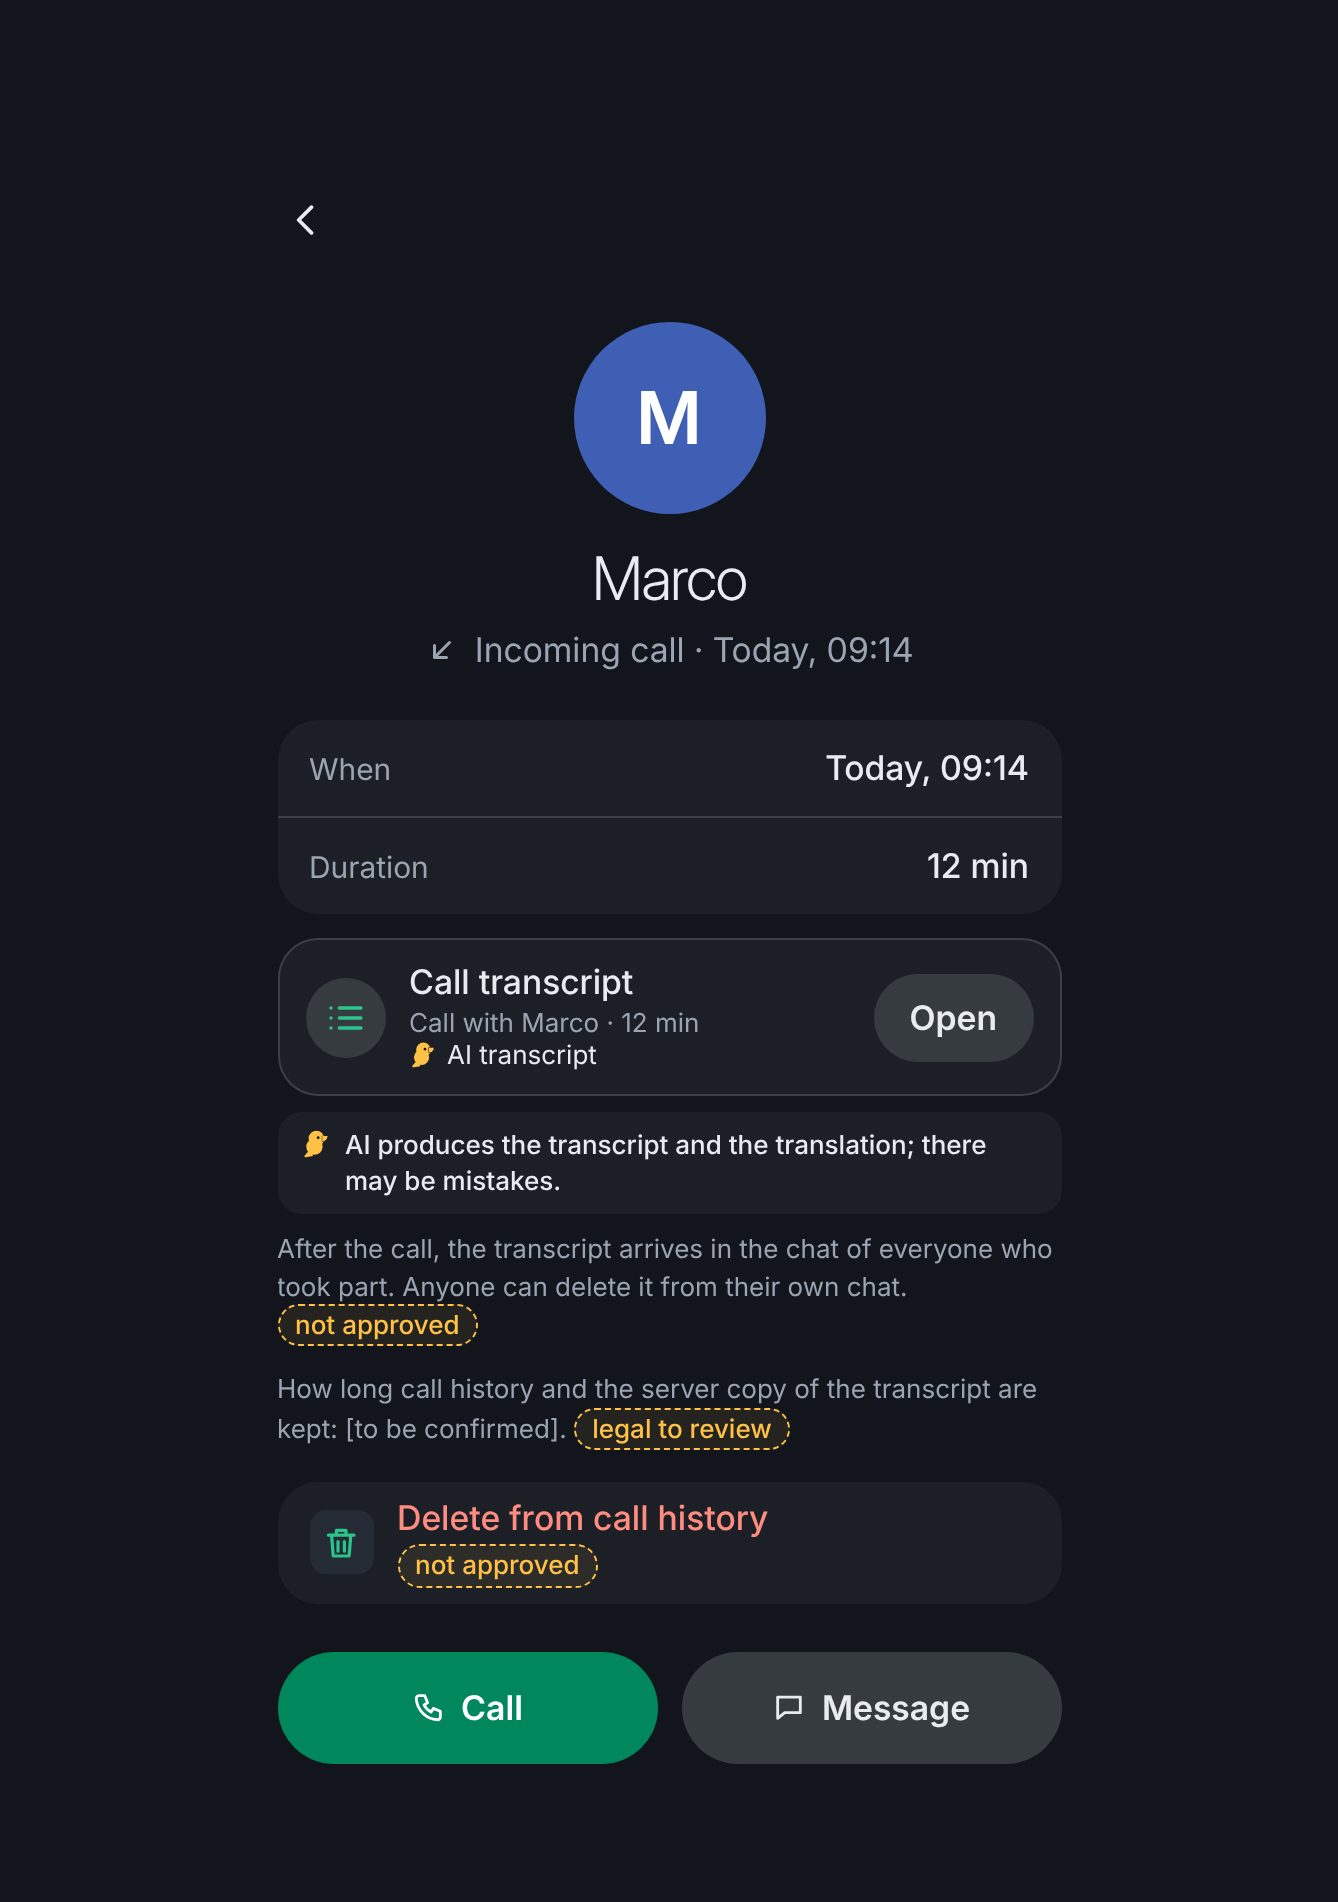 M
Marco
Incoming call · Today, 09:14
When Today, 09:14
Duration 12 min
Call transcript
Call with Marco · 12 min
AI transcript
Open
AI produces the transcript and the translation; there
may be mistakes.
After the call, the transcript arrives in the chat of everyone who
took part. Anyone can delete it from their own chat.
not approved
How long call history and the server copy of the transcript are
kept: [to be confirmed]. legal to review
Delete from call history
not approved
Call Message